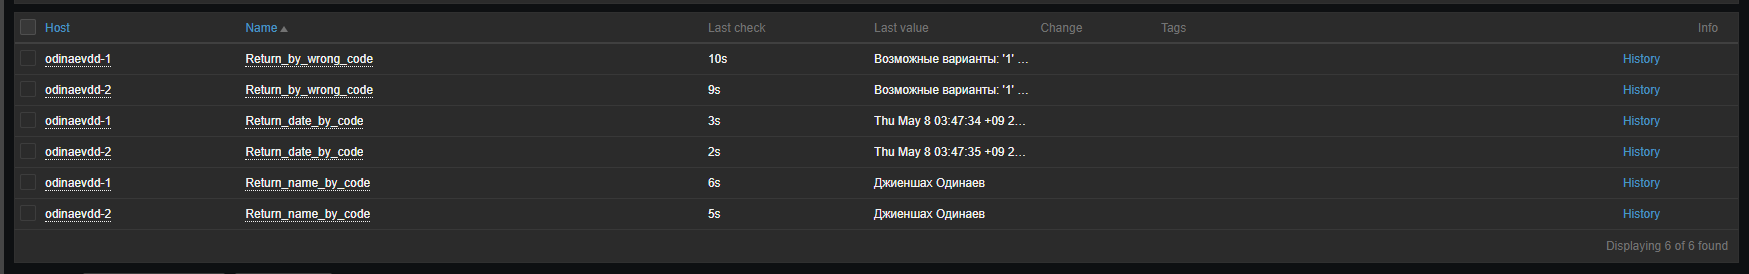 Host Name Last check Last value Change Tags Info
odinaevdd-1 Return_by_wrong_code 10s Возможные варианты: '1' ... History
odinaevdd-2 Return_by_wrong_code 9s Возможные варианты: '1' ... History
odinaevdd-1 Return_date_by_code 3s Thu May 8 03:47:34 +09 2... History
odinaevdd-2 Return_date_by_code 2s Thu May 8 03:47:35 +09 2... History
odinaevdd-1 Return_name_by_code 6s Джиеншах Одинаев History
odinaevdd-2 Return_name_by_code 5s Джиеншах Одинаев History
Displaying 6 of 6 found